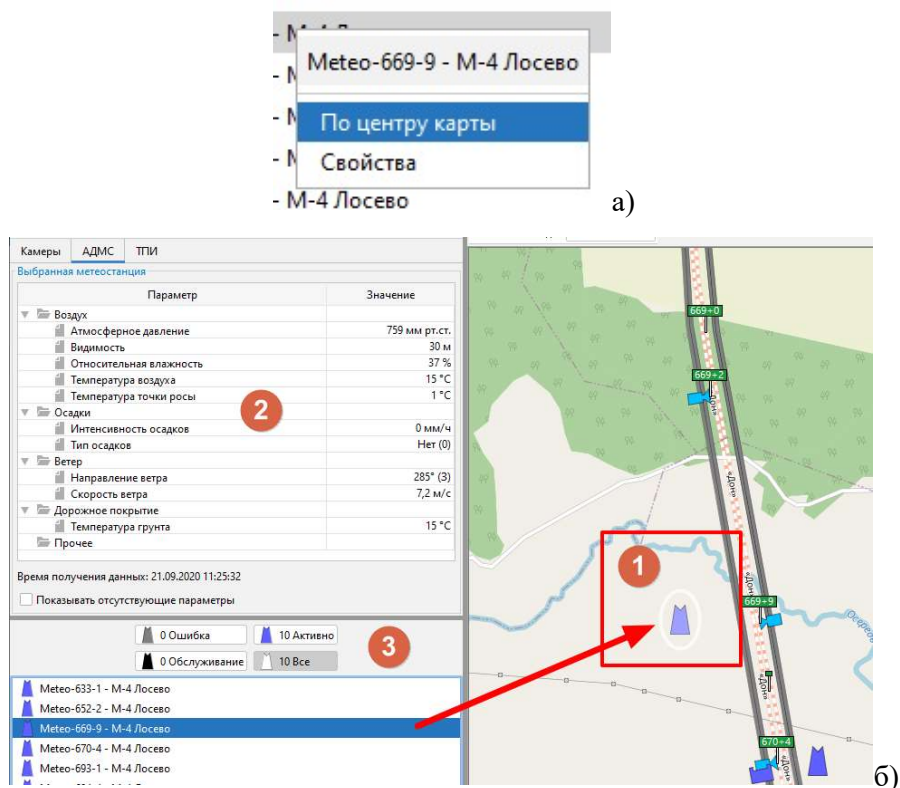 - М-4 Лосево
Meteo-669-9 - М-4 Лосево
По центру карты
Свойства
- М-4 Лосево
а)
Камеры АДМС ТПИ
Выбранная метеостанция
Параметр Значение
Воздух
Атмосферное давление 759 мм рт.ст.
Видимость 30 м
Относительная влажность 37 %
Температура воздуха 15 °C
Температура точки росы 1 °C
Осадки
Интенсивность осадков 0 мм/ч
Тип осадков Нет (0)
Ветер
Направление ветра 285° (З)
Скорость ветра 7,2 м/с
Дорожное покрытие
Температура грунта 15 °C
Прочее
2
Время получения данных: 21.09.2020 11:25:32
Показывать отсутствующие параметры
0 Ошибка 10 Активно
0 Обслуживание 10 Все
3
Meteo-633-1 - М-4 Лосево
Meteo-652-2 - М-4 Лосево
Meteo-669-9 - М-4 Лосево
Meteo-670-4 - М-4 Лосево
Meteo-693-1 - М-4 Лосево
669+0
669+2
«Дон»
«Дон»
1
«Дон»
669+9
«Дон»
670+4
«Дон»
б)